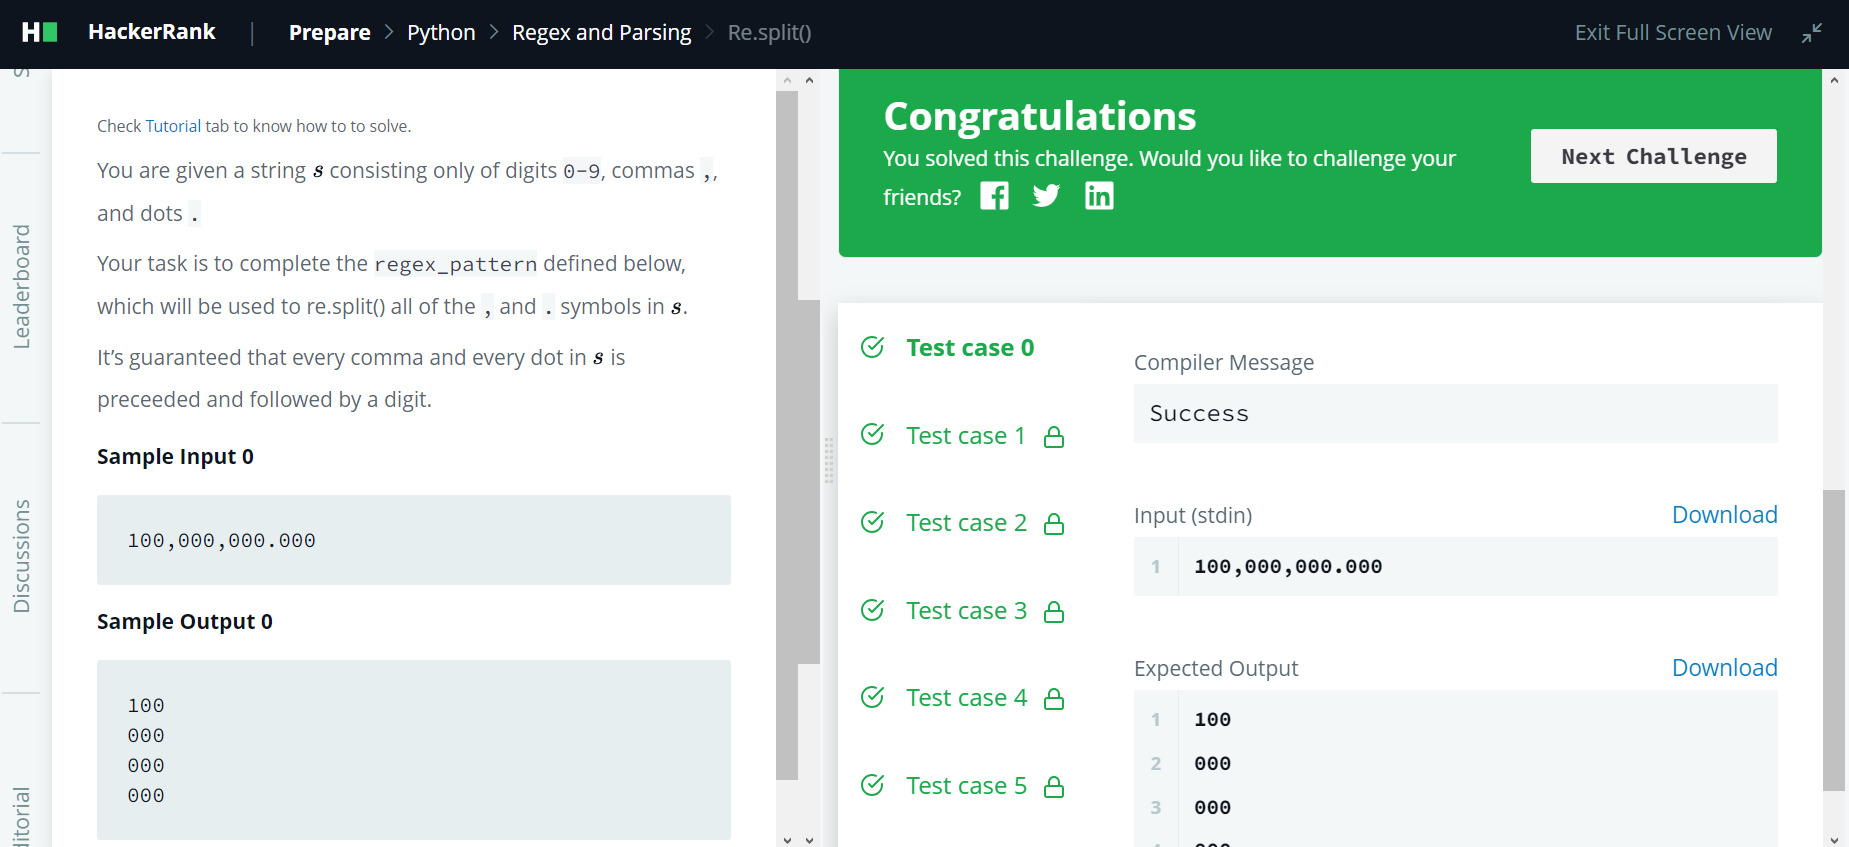 HackerRank | Prepare > Python > Regex and Parsing > Re.split() Exit Full Screen View
Leaderboard
Discussions
Check Tutorial tab to know how to to solve.
You are given a string s consisting only of digits 0-9, commas ,,
and dots .
Your task is to complete the regex_pattern defined below,
which will be used to re.split() all of the , and . symbols in s.
It’s guaranteed that every comma and every dot in s is
preceeded and followed by a digit.
Sample Input 0
100,000,000.000
Sample Output 0
100
000
000
000
Congratulations
You solved this challenge. Would you like to challenge your
friends?
Next Challenge
Test case 0
Test case 1
Test case 2
Test case 3
Test case 4
Test case 5
Compiler Message
Success
Input (stdin)
Download
1 100,000,000.000
Expected Output
Download
1 100
2 000
3 000